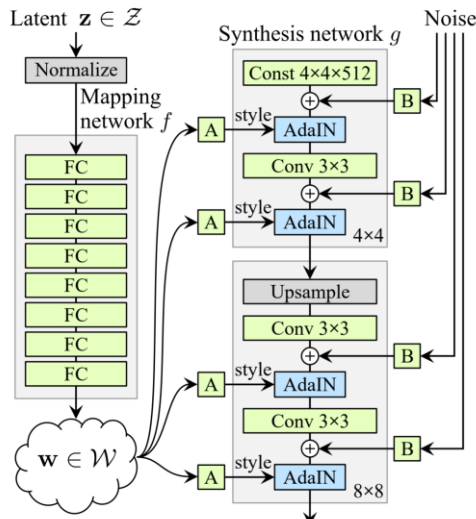 Latent z ∈ Z
Normalize
Mapping
network f
FC
FC
FC
FC
FC
FC
FC
FC
w ∈ W
Synthesis network g
Noise
Const 4×4×512
B
A
style
AdaIN
Conv 3×3
B
A
style
AdaIN
4×4
Upsample
Conv 3×3
B
A
style
AdaIN
Conv 3×3
B
A
style
AdaIN
8×8